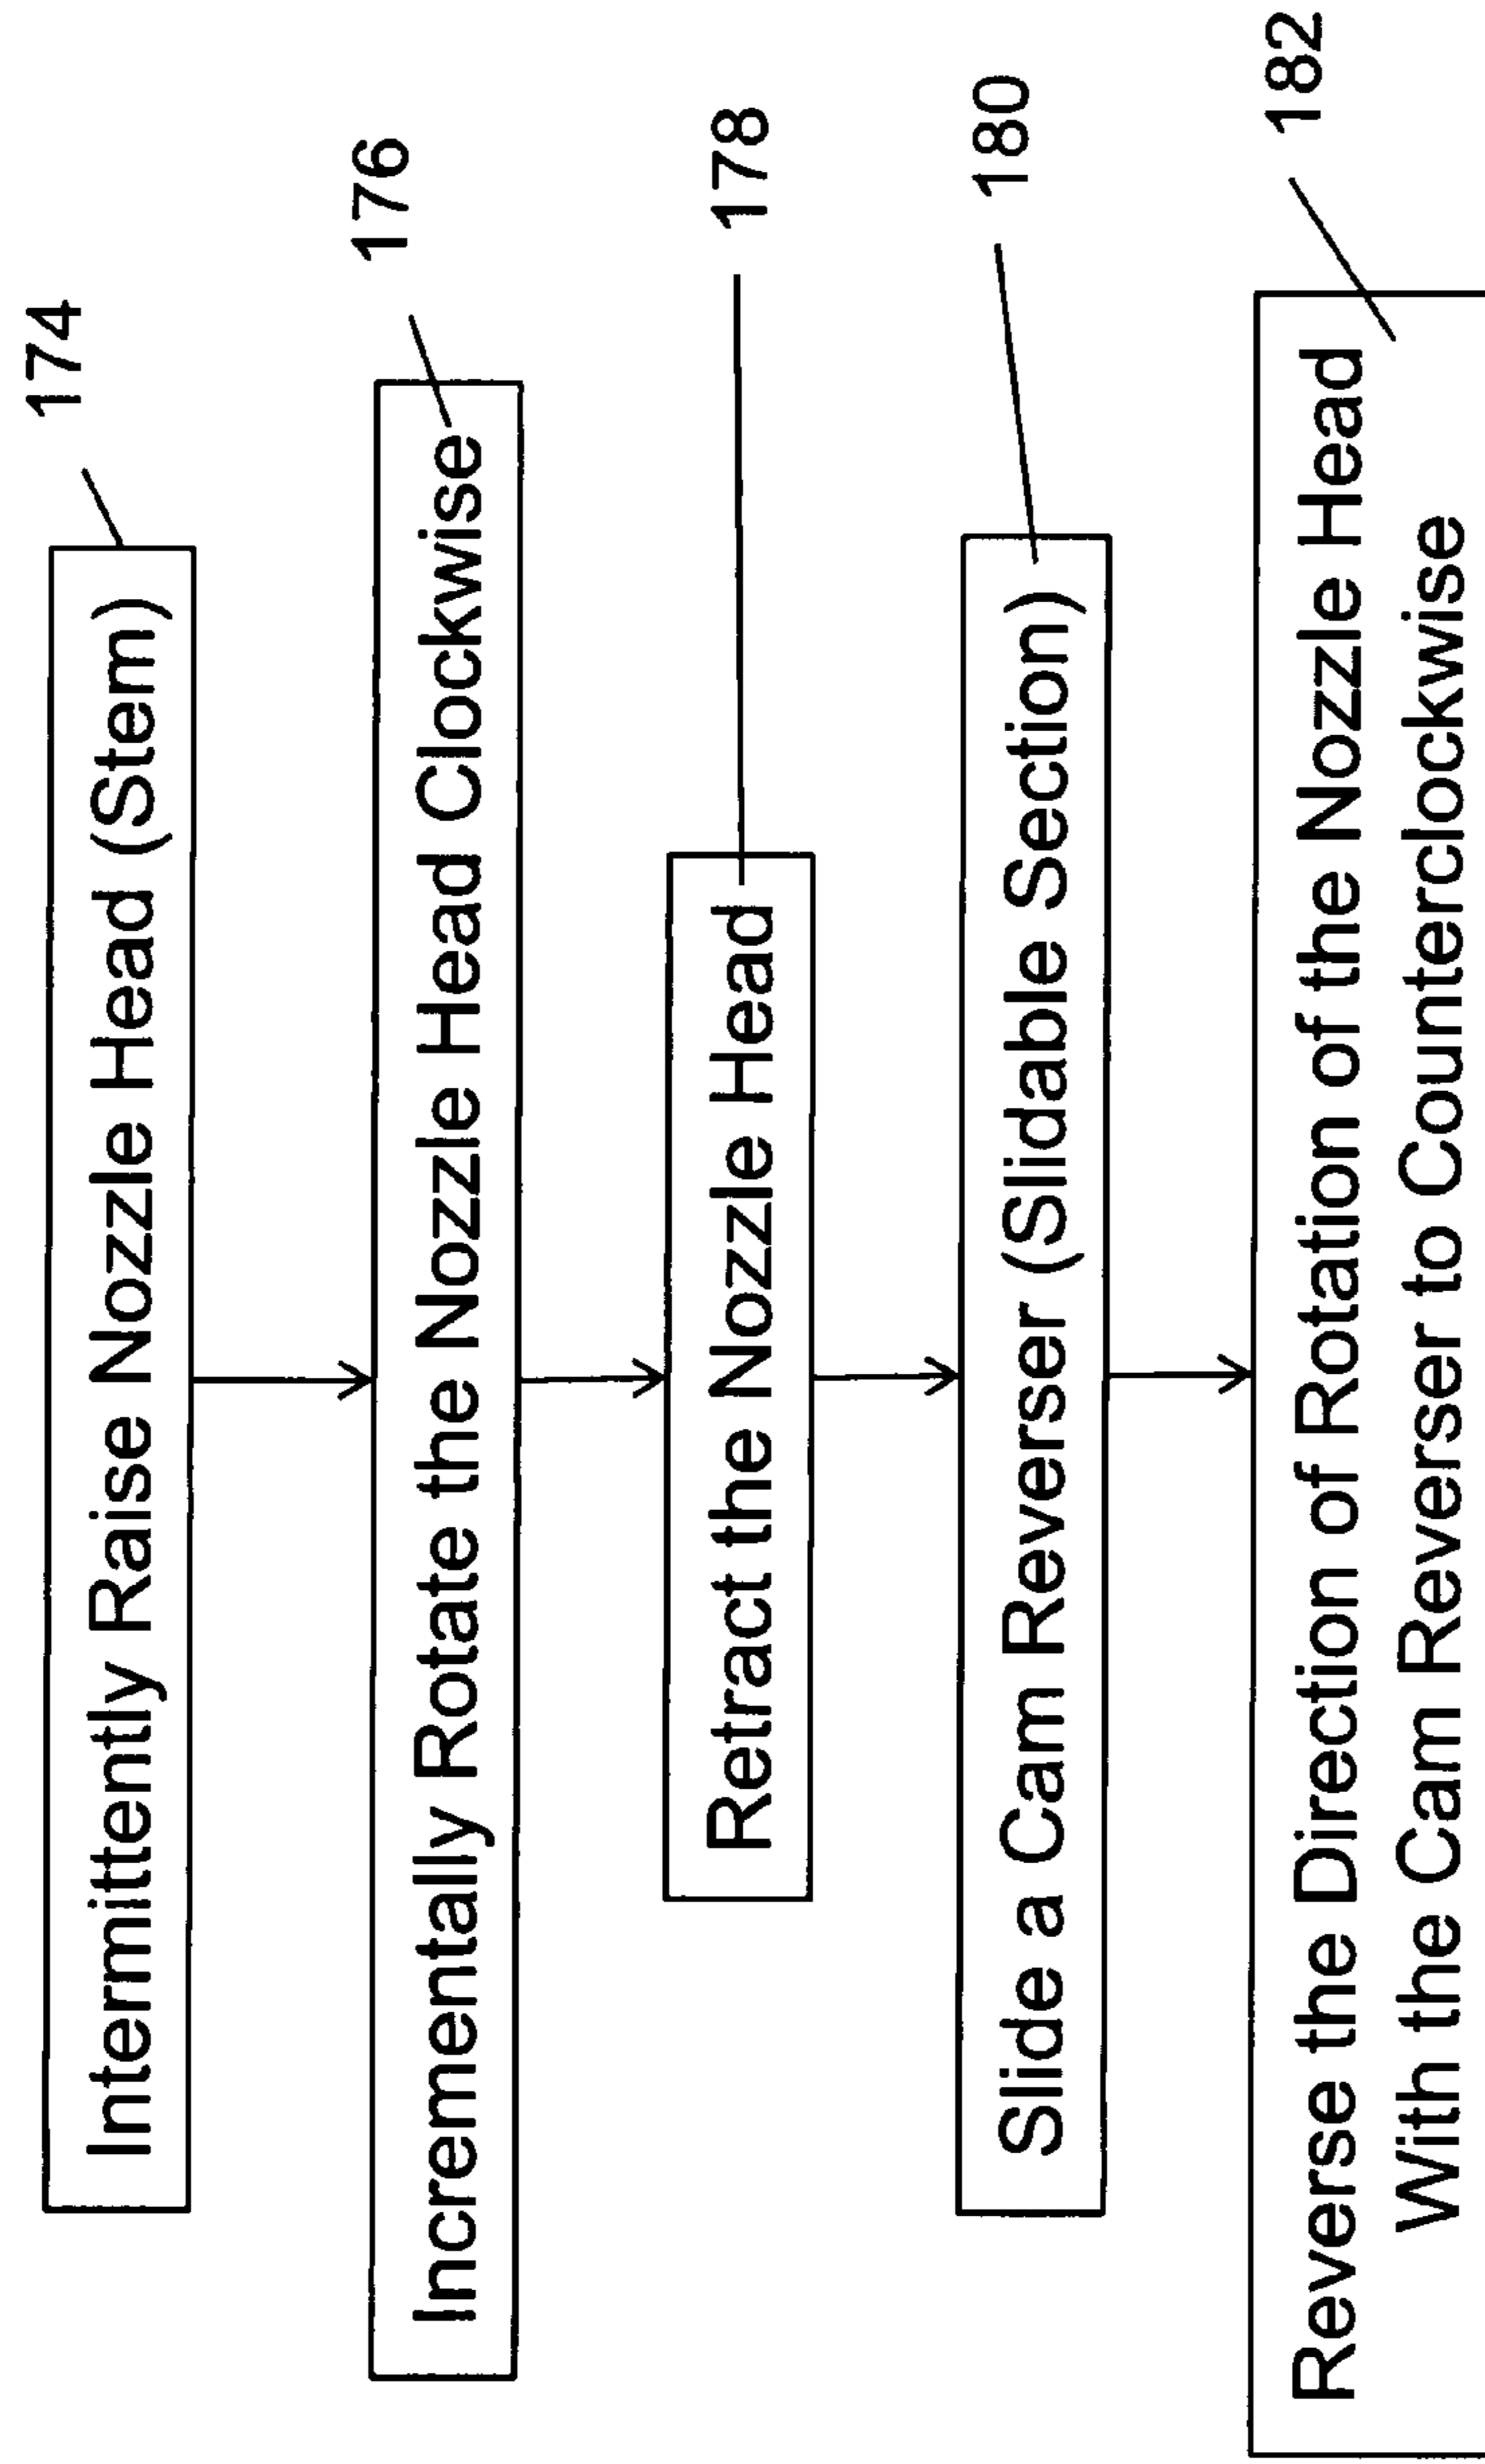 174
Intermittently Raise Nozzle Head (Stem)
176
Incrementally Rotate the Nozzle Head Clockwise
178
Retract the Nozzle Head
180
Slide a Cam Reverser (Slidable Section)
182
Reverse the Direction of Rotation of the Nozzle Head
With the Cam Reverser to Counterclockwise